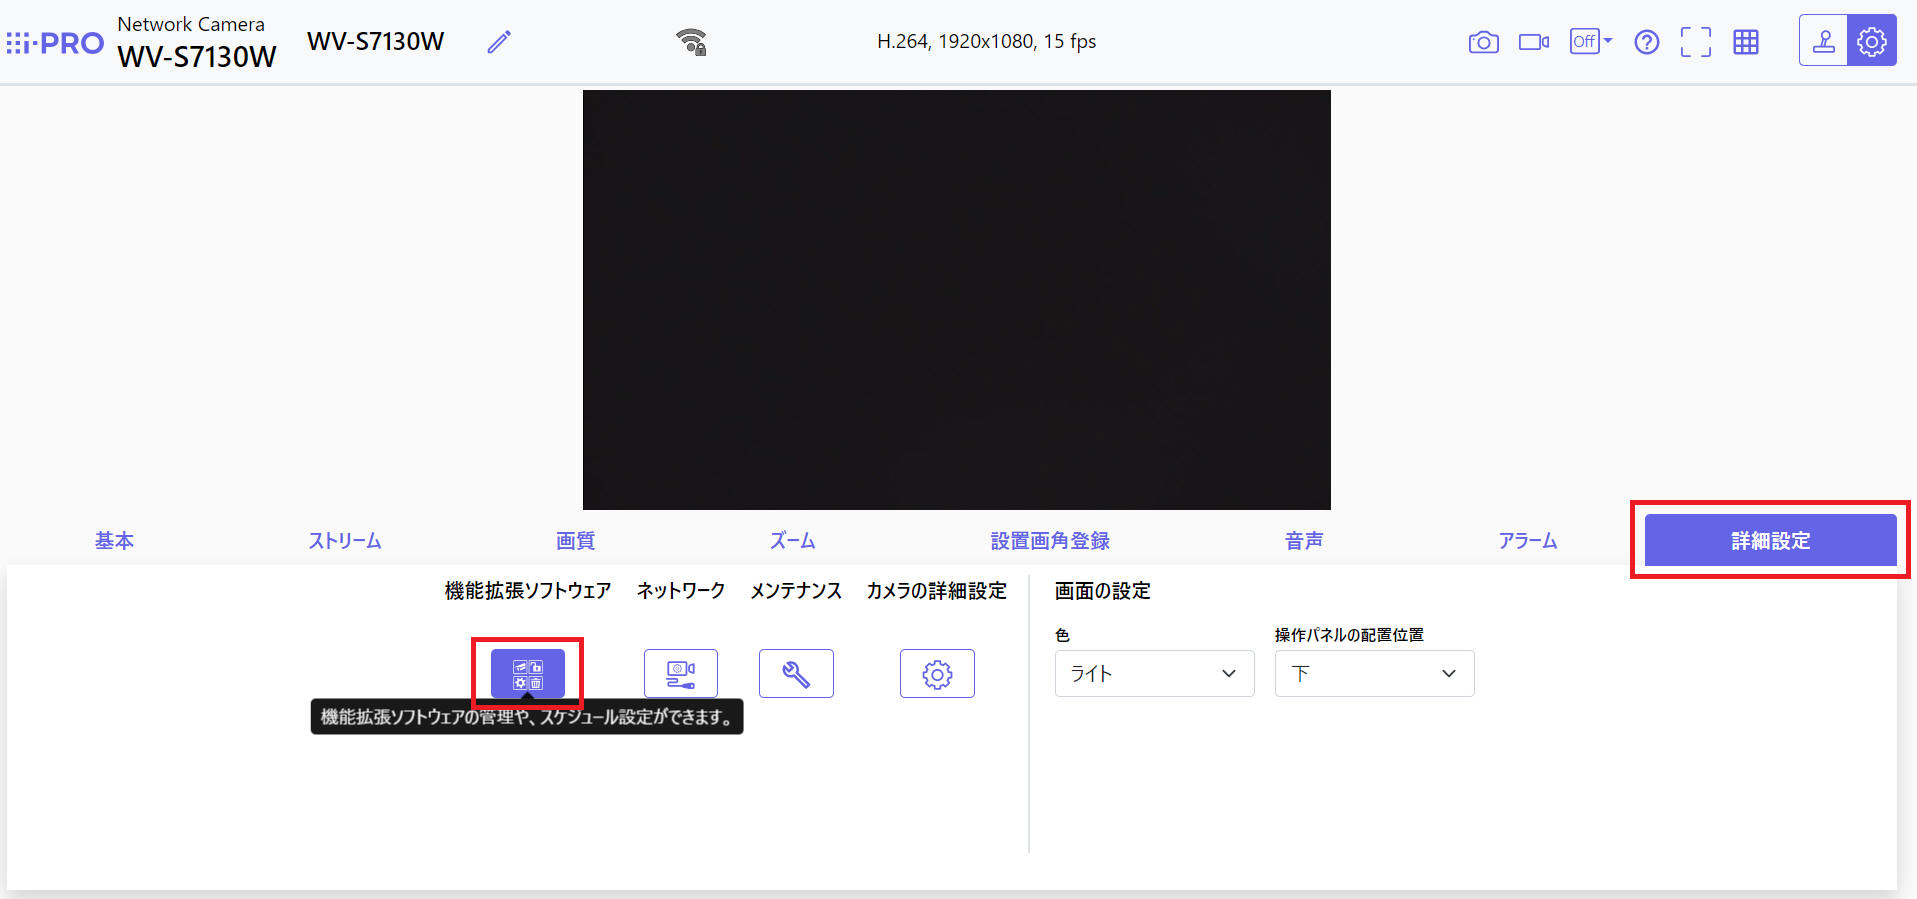 i-PRO
Network Camera
WV-S7130W
WV-S7130W
H.264, 1920x1080, 15 fps
Off
基本
ストリーム
画質
ズーム
設置画角登録
音声
アラーム
詳細設定
機能拡張ソフトウェア
ネットワーク
メンテナンス
カメラの詳細設定
機能拡張ソフトウェアの管理や、スケジュール設定ができます。
画面の設定
色
操作パネルの配置位置
ライト
下